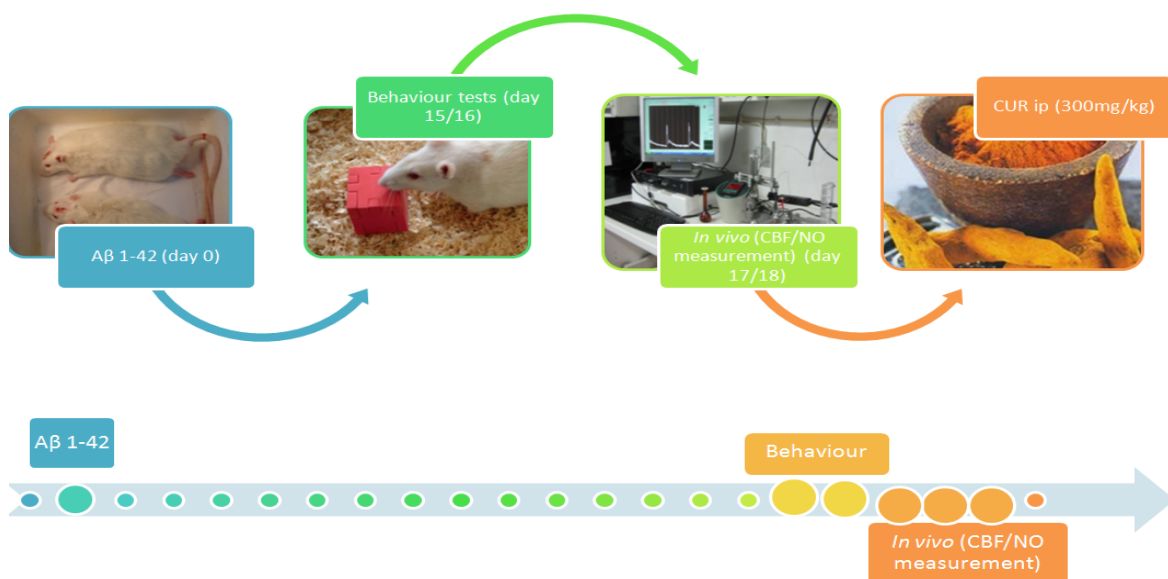 Behaviour tests (day
15/16)
CUR ip (300mg/kg)
Aβ 1-42 (day 0)
In vivo (CBF/NO
measurement) (day
17/18)
Aβ 1-42
Behaviour
In vivo (CBF/NO
measurement)